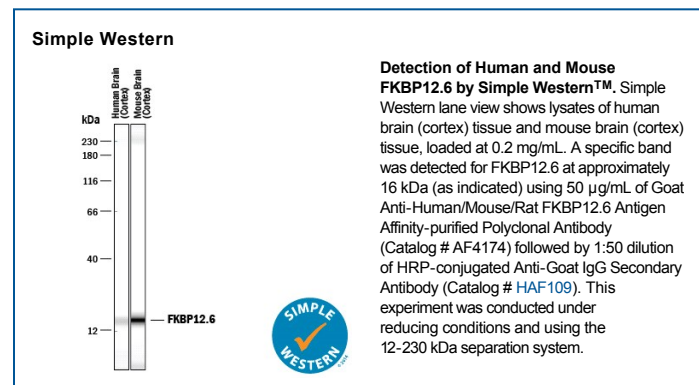 Simple Western
Human Brain
(Cortex)
Mouse Brain
(Cortex)
kDa
230
180
116
66
40
12
FKBP12.6
SIMPLE
WESTERN
Detection of Human and Mouse
FKBP12.6 by Simple Western™. Simple
Western lane view shows lysates of human
brain (cortex) tissue and mouse brain (cortex)
tissue, loaded at 0.2 mg/mL. A specific band
was detected for FKBP12.6 at approximately
16 kDa (as indicated) using 50 µg/mL of Goat
Anti-Human/Mouse/Rat FKBP12.6 Antigen
Affinity-purified Polyclonal Antibody
(Catalog # AF4174) followed by 1:50 dilution
of HRP-conjugated Anti-Goat IgG Secondary
Antibody (Catalog # HAF109). This
experiment was conducted under
reducing conditions and using the
12-230 kDa separation system.